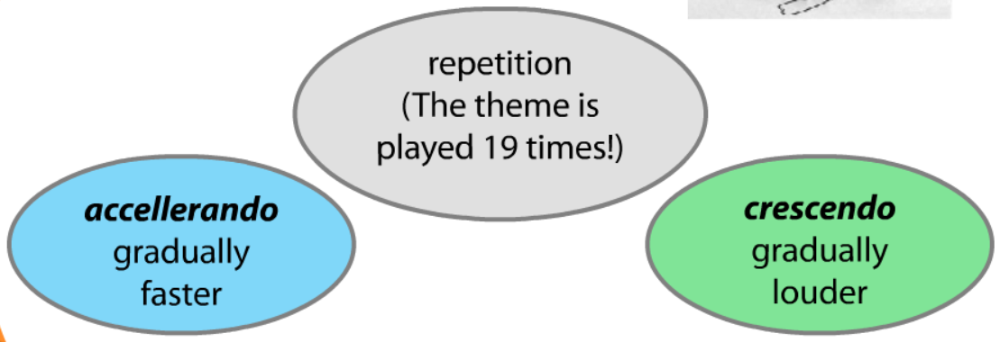 repetition
(The theme is
played 19 times!)
accellerando
gradually
faster
crescendo
gradually
louder